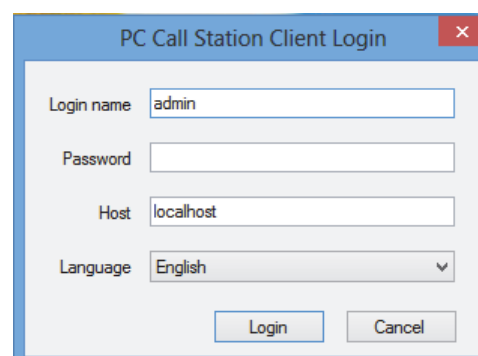 PC Call Station Client Login
Login name admin
Password
Host localhost
Language English
Login Cancel